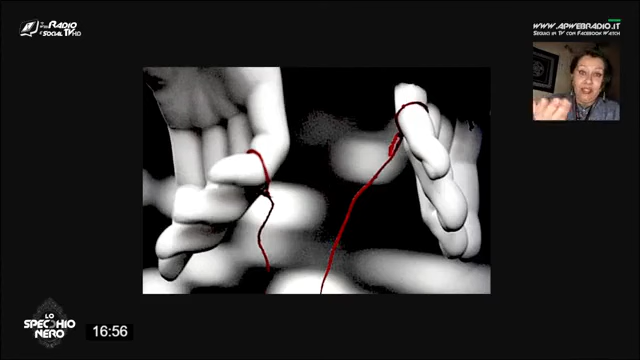 Radio
Social TV HD
www.apwebradio.it
Seguici in TV con Facebook Watch
LO
SPECCHIO
NERO
16:56